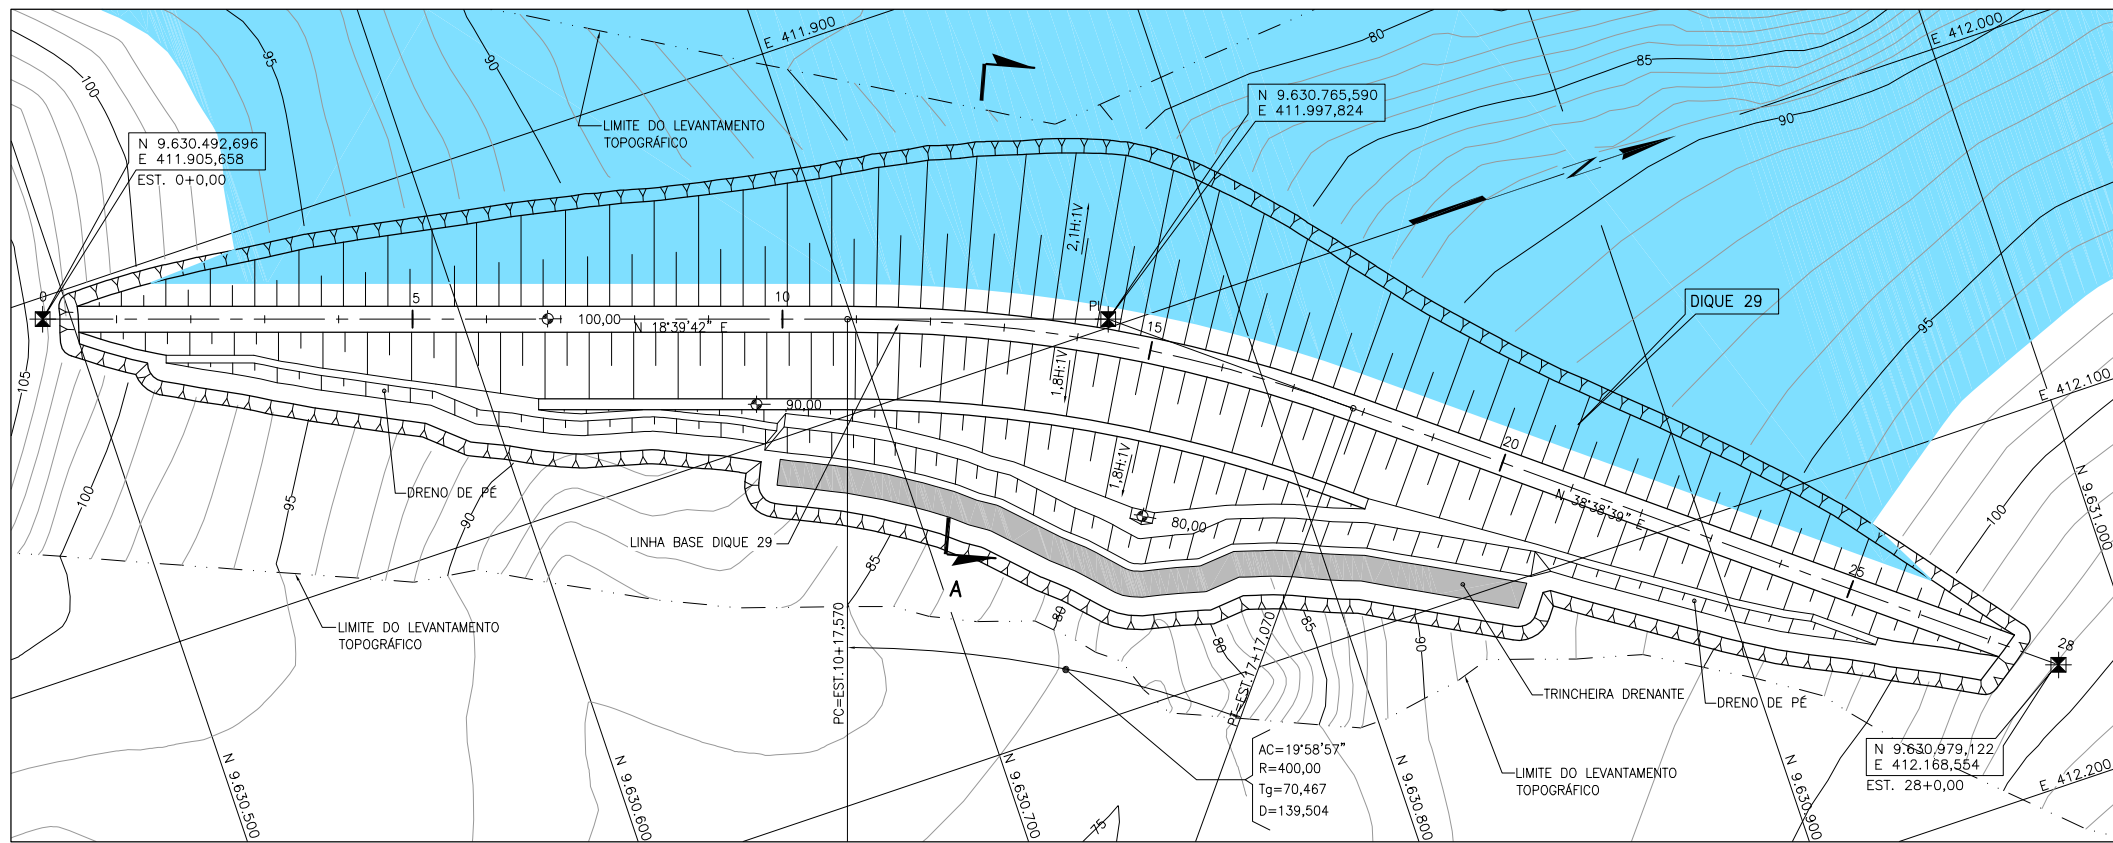 E 411.900
E 412.000
95
90
80
85
100
N 9.630.765,590
E 411.997,824
90
LIMITE DO LEVANTAMENTO
TOPOGRÁFICO
N 9.630.492,696
E 411.905,658
EST. 0+0,00
2,1H:1V
DIQUE 29
0
5
10
PI
15
100,00
N 18°39'42" E
95
105
1,8H:1V
E 412.100
90,00
20
1,8H:1V
N 38°38'39" E
N 9.631.000
100
95
90
DRENO DE PÉ
80,00
100
LINHA BASE DIQUE 29
85
25
A
80
80
85
90
28
LIMITE DO LEVANTAMENTO
TOPOGRÁFICO
PC=EST.10+17,570
PT=EST.17+17,070
TRINCHEIRA DRENANTE
DRENO DE PÉ
AC=19°58'57"
R=400,00
Tg=70,467
D=139,504
LIMITE DO LEVANTAMENTO
TOPOGRÁFICO
N 9.630.979,122
E 412.168,554
EST. 28+0,00
E 412.200
75
N 9.630.500
N 9.630.600
N 9.630.700
N 9.630.800
N 9.630.900